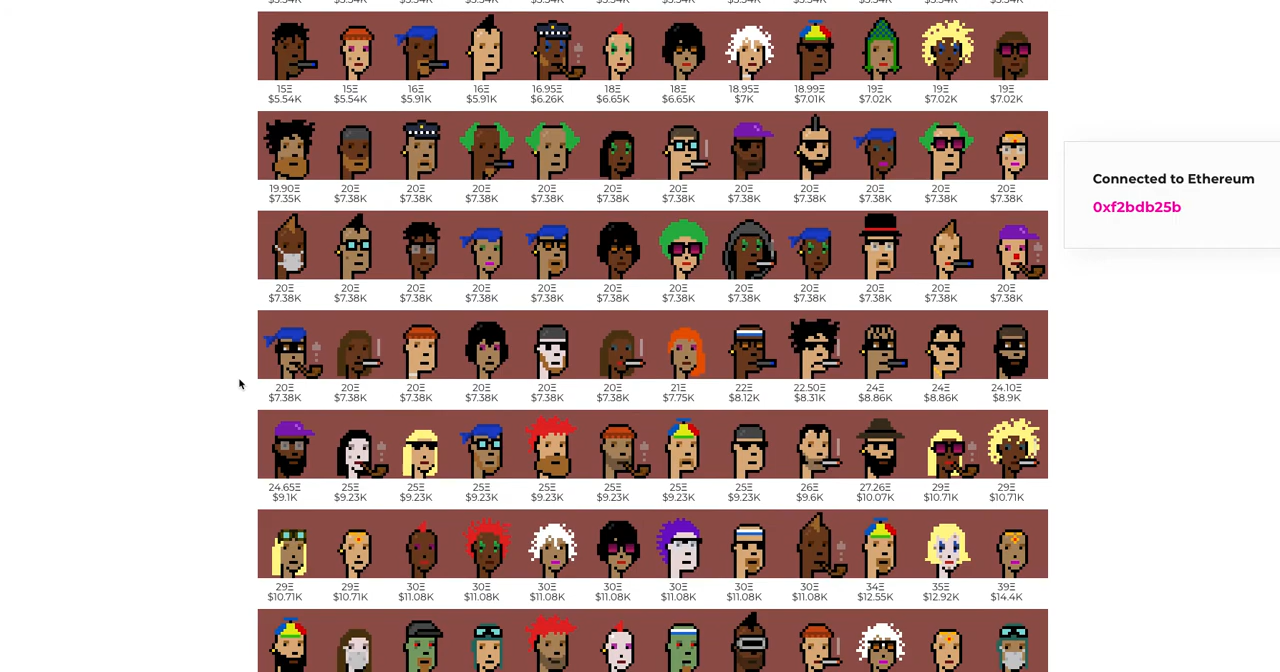 15Ξ 15Ξ 16Ξ 16Ξ 16.95Ξ 18Ξ 18Ξ 18.95Ξ 18.99Ξ 19Ξ 19Ξ 19Ξ
$5.54K $5.54K $5.91K $5.91K $6.26K $6.65K $6.65K $7K $7.01K $7.02K $7.02K $7.02K
19.90Ξ 20Ξ 20Ξ 20Ξ 20Ξ 20Ξ 20Ξ 20Ξ 20Ξ 20Ξ 20Ξ 20Ξ
$7.35K $7.38K $7.38K $7.38K $7.38K $7.38K $7.38K $7.38K $7.38K $7.38K $7.38K $7.38K
Connected to Ethereum
0xf2bdb25b
20Ξ 20Ξ 20Ξ 20Ξ 20Ξ 20Ξ 20Ξ 20Ξ 20Ξ 20Ξ 20Ξ 20Ξ
$7.38K $7.38K $7.38K $7.38K $7.38K $7.38K $7.38K $7.38K $7.38K $7.38K $7.38K $7.38K
20Ξ 20Ξ 20Ξ 20Ξ 20Ξ 20Ξ 21Ξ 22Ξ 22.50Ξ 24Ξ 24Ξ 24.10Ξ
$7.38K $7.38K $7.38K $7.38K $7.38K $7.38K $7.75K $8.12K $8.31K $8.86K $8.86K $8.9K
24.65Ξ 25Ξ 25Ξ 25Ξ 25Ξ 25Ξ 25Ξ 25Ξ 26Ξ 27.26Ξ 29Ξ 29Ξ
$9.1K $9.23K $9.23K $9.23K $9.23K $9.23K $9.23K $9.23K $9.6K $10.07K $10.71K $10.71K
29Ξ 29Ξ 30Ξ 30Ξ 30Ξ 30Ξ 30Ξ 30Ξ 30Ξ 34Ξ 35Ξ 39Ξ
$10.71K $10.71K $11.08K $11.08K $11.08K $11.08K $11.08K $11.08K $11.08K $12.55K $12.92K $14.4K